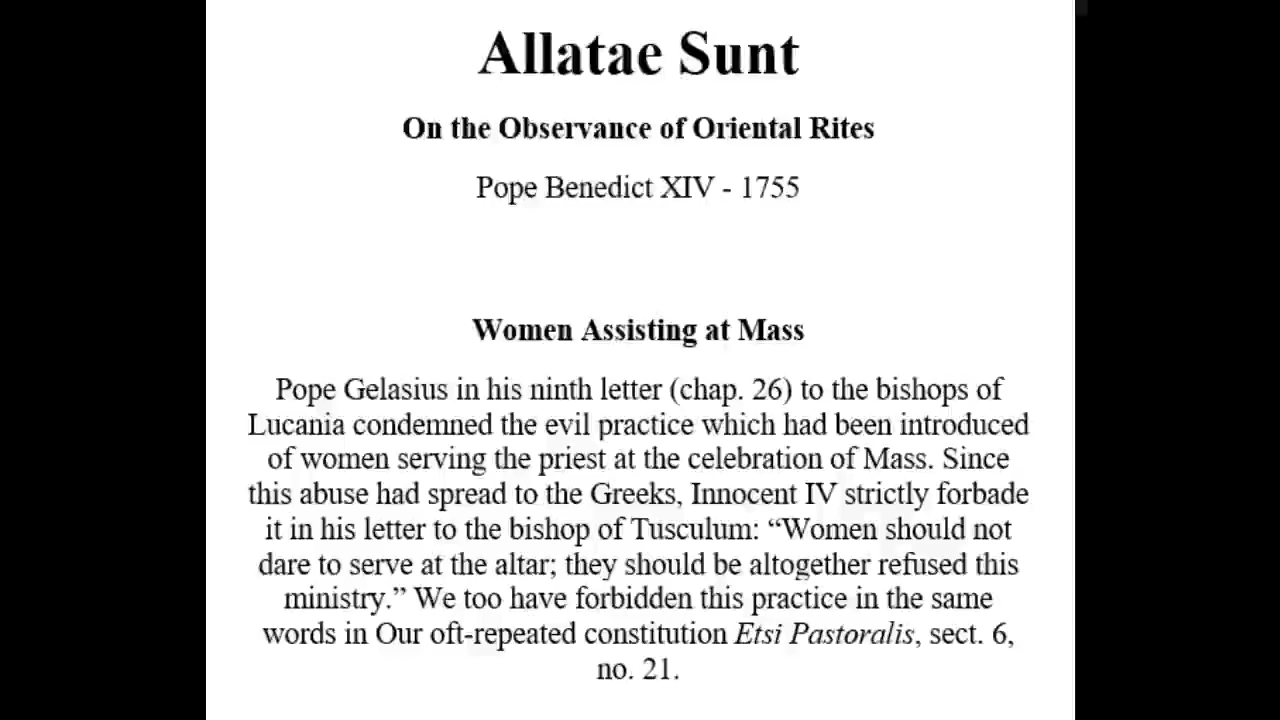 Allatae Sunt
On the Observance of Oriental Rites
Pope Benedict XIV - 1755
Women Assisting at Mass
Pope Gelasius in his ninth letter (chap. 26) to the bishops of
Lucania condemned the evil practice which had been introduced
of women serving the priest at the celebration of Mass. Since
this abuse had spread to the Greeks, Innocent IV strictly forbade
it in his letter to the bishop of Tusculum: “Women should not
dare to serve at the altar; they should be altogether refused this
ministry.” We too have forbidden this practice in the same
words in Our oft-repeated constitution Etsi Pastoralis, sect. 6,
no. 21.